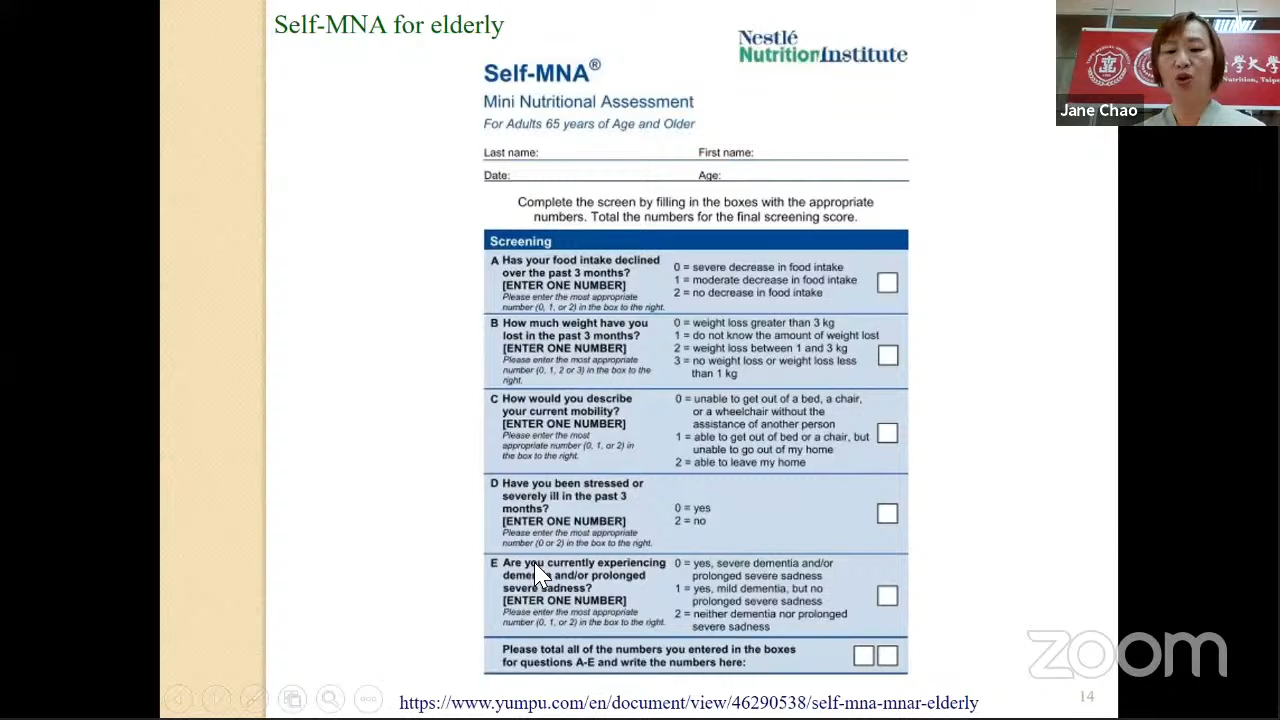 Self-MNA for elderly
Nestlé
NutritionInstitute
Self-MNA®
Mini Nutritional Assessment
For Adults 65 years of Age and Older
Last name: First name:
Date: Age:
Complete the screen by filling in the boxes with the appropriate
numbers. Total the numbers for the final screening score.
Screening
A Has your food intake declined
over the past 3 months?
[ENTER ONE NUMBER]
Please enter the most appropriate
number (0, 1, or 2) in the box to the right.
0 = severe decrease in food intake
1 = moderate decrease in food intake
2 = no decrease in food intake
B How much weight have you
lost in the past 3 months?
[ENTER ONE NUMBER]
Please enter the most appropriate
number (0, 1, 2 or 3) in the box to the
right.
0 = weight loss greater than 3 kg
1 = do not know the amount of weight lost
2 = weight loss between 1 and 3 kg
3 = no weight loss or weight loss less
than 1 kg
C How would you describe
your current mobility?
[ENTER ONE NUMBER]
Please enter the most
appropriate number (0, 1, or 2) in
the box to the right.
0 = unable to get out of a bed, a chair,
or a wheelchair without the
assistance of another person
1 = able to get out of bed or a chair, but
unable to go out of my home
2 = able to leave my home
D Have you been stressed or
severely ill in the past 3
months?
[ENTER ONE NUMBER]
Please enter the most appropriate
number (0 or 2) in the box to the right.
0 = yes
2 = no
E Are you currently experiencing
dementia and/or prolonged
severe sadness?
[ENTER ONE NUMBER]
Please enter the most appropriate
number (0, 1, or 2) in the box to the right.
0 = yes, severe dementia and/or
prolonged severe sadness
1 = yes, mild dementia, but no
prolonged severe sadness
2 = neither dementia nor prolonged
severe sadness
Please total all of the numbers you entered in the boxes
for questions A-E and write the numbers here:
https://www.yumpu.com/en/document/view/46290538/self-mna-mnar-elderly
14
學大學
Nutrition, Taipe
Jane Chao
zoom